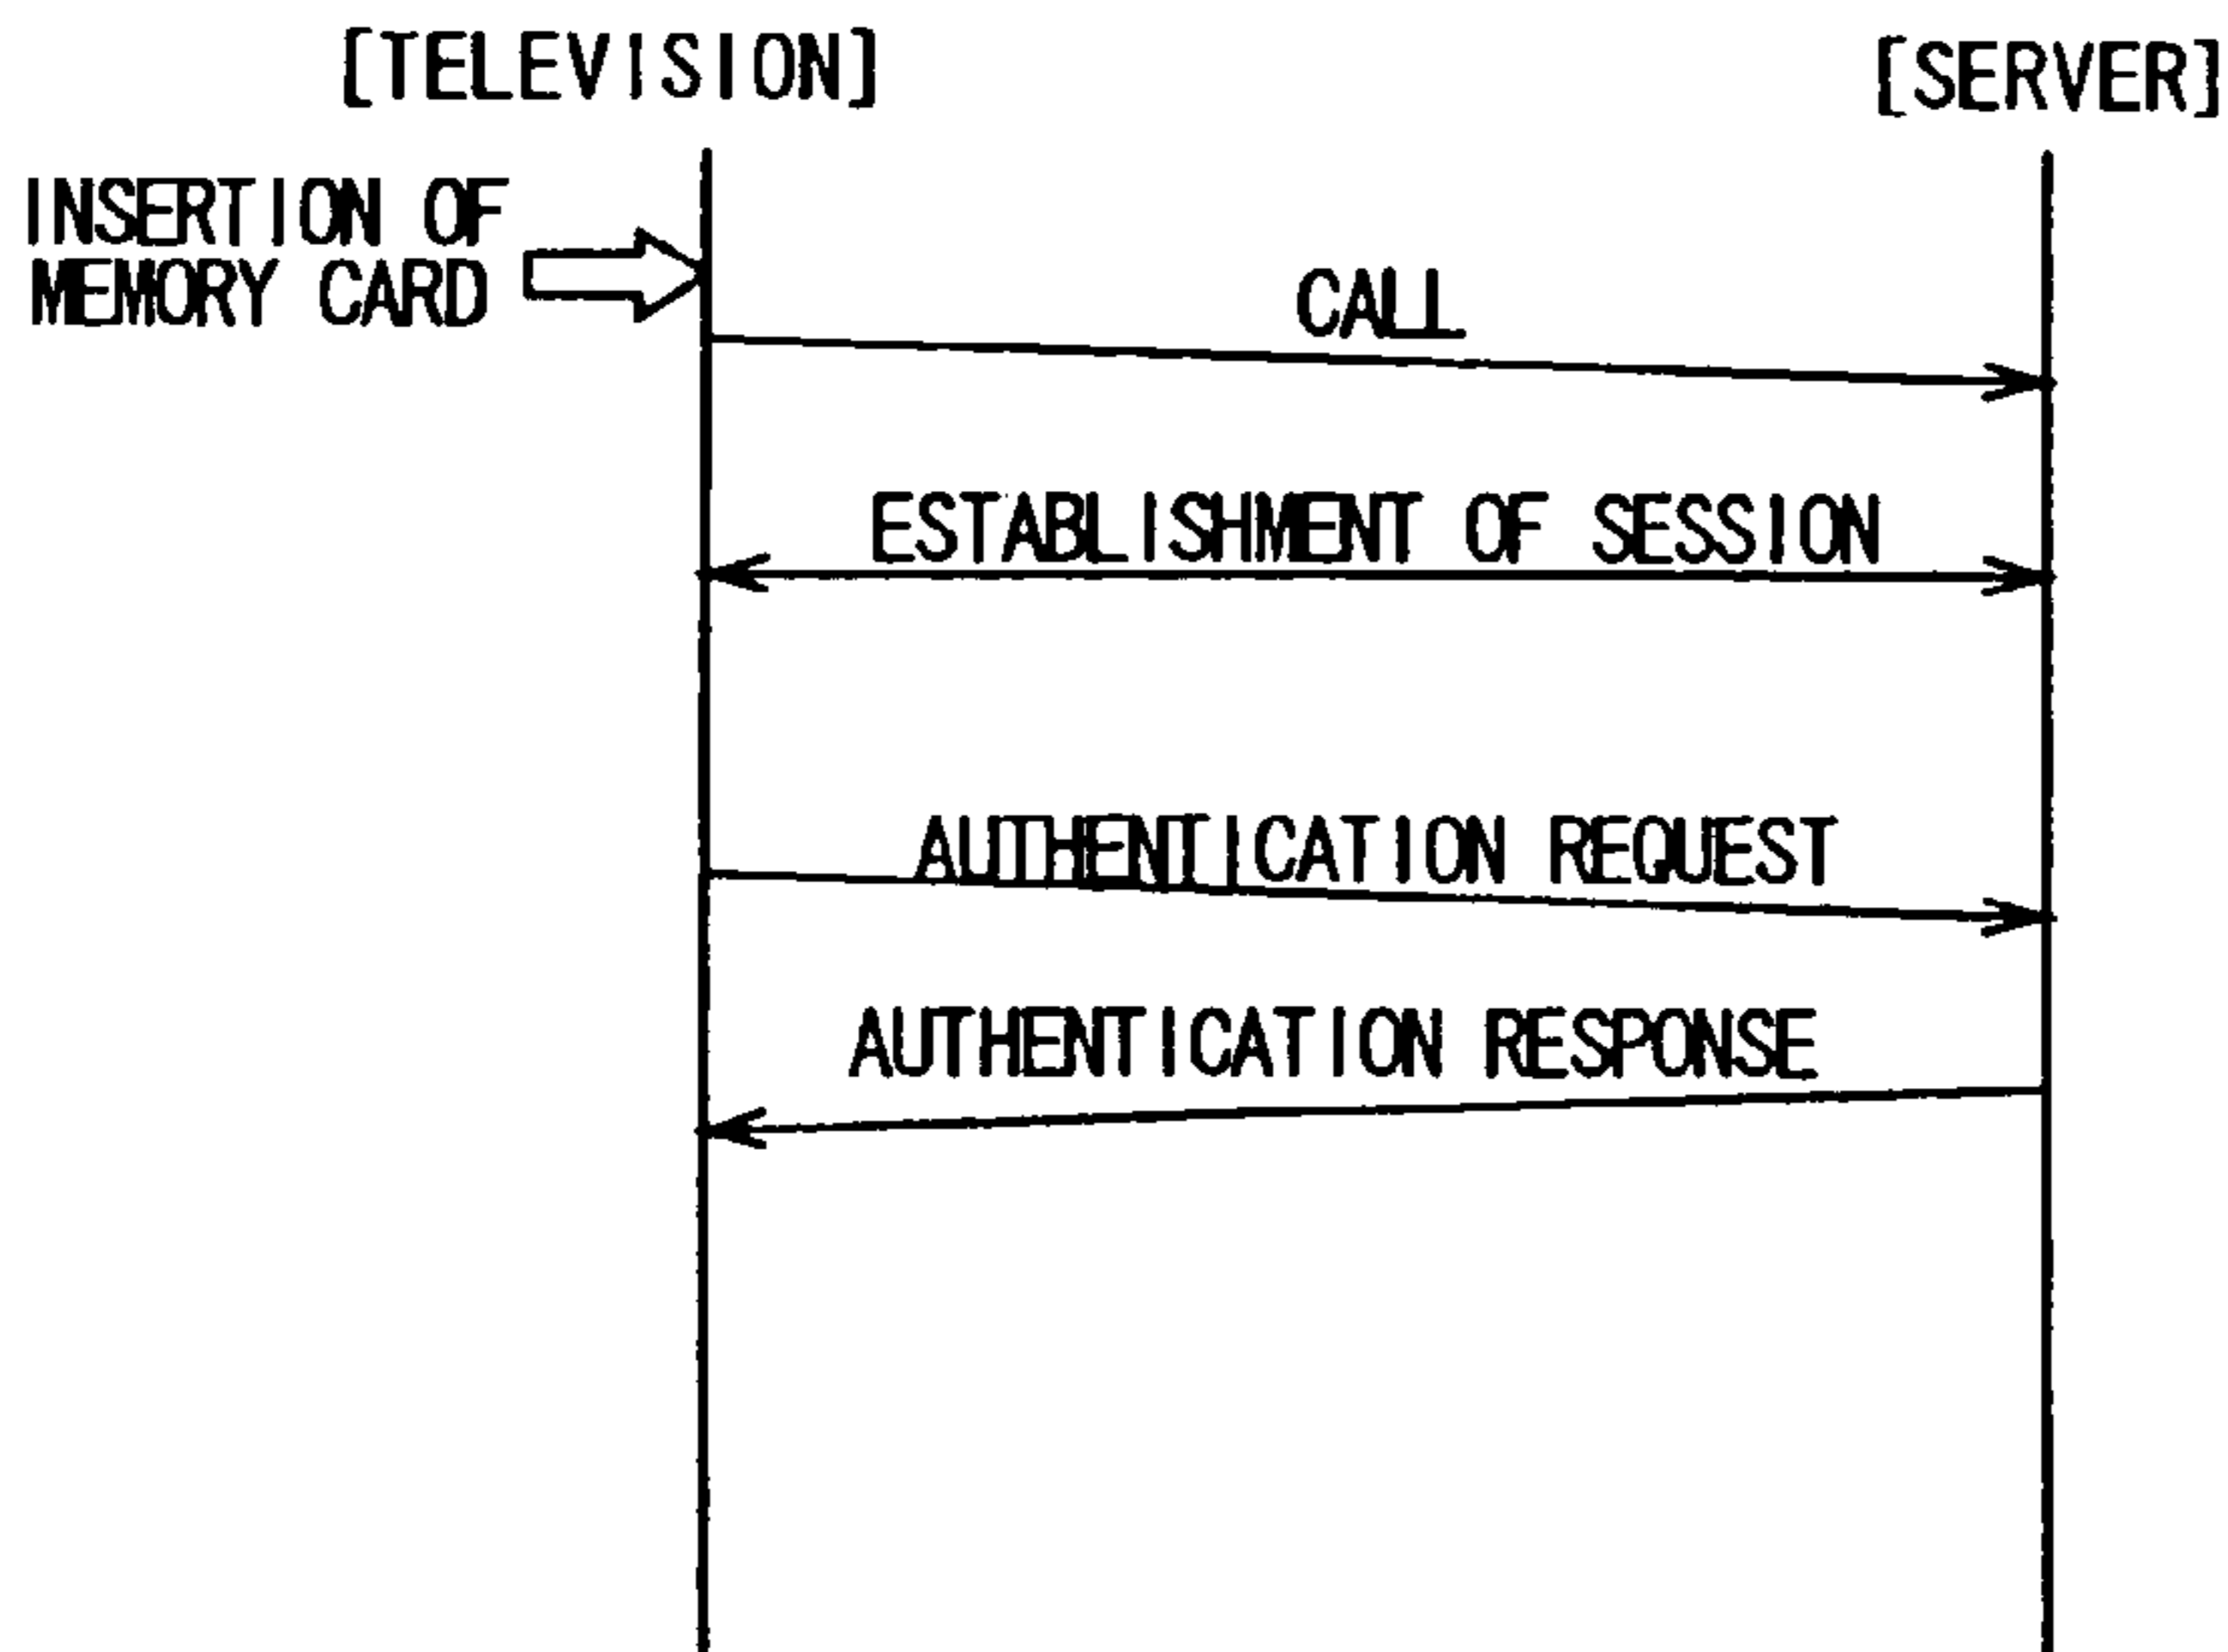 [TELEVISION]
[SERVER]
INSERTION OF
MEMORY CARD
CALL
ESTABLISHMENT OF SESSION
AUTHENTICATION REQUEST
AUTHENTICATION RESPONSE